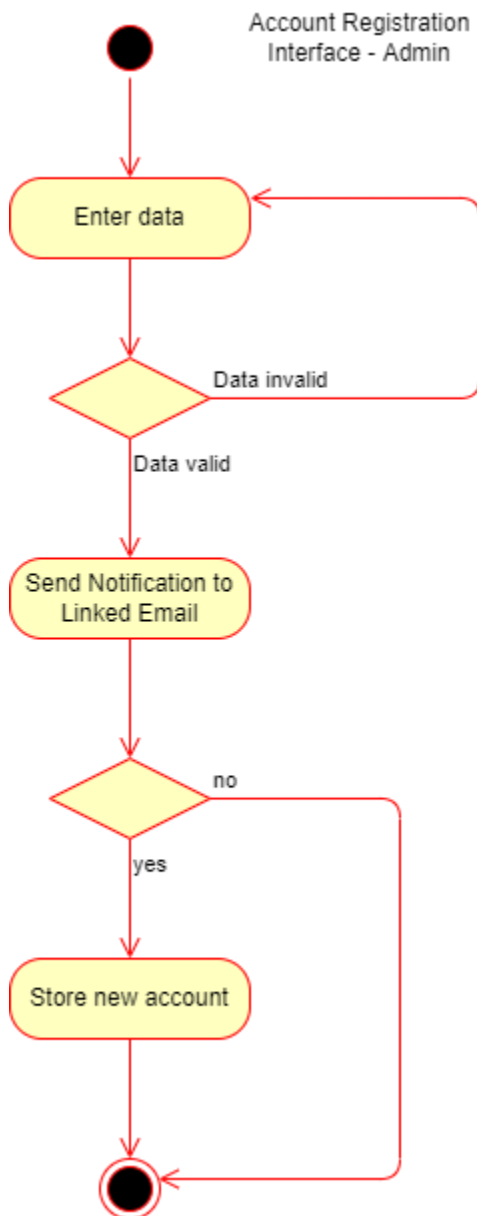 Account Registration
Interface - Admin
Enter data
Data invalid
Data valid
Send Notification to
Linked Email
no
yes
Store new account